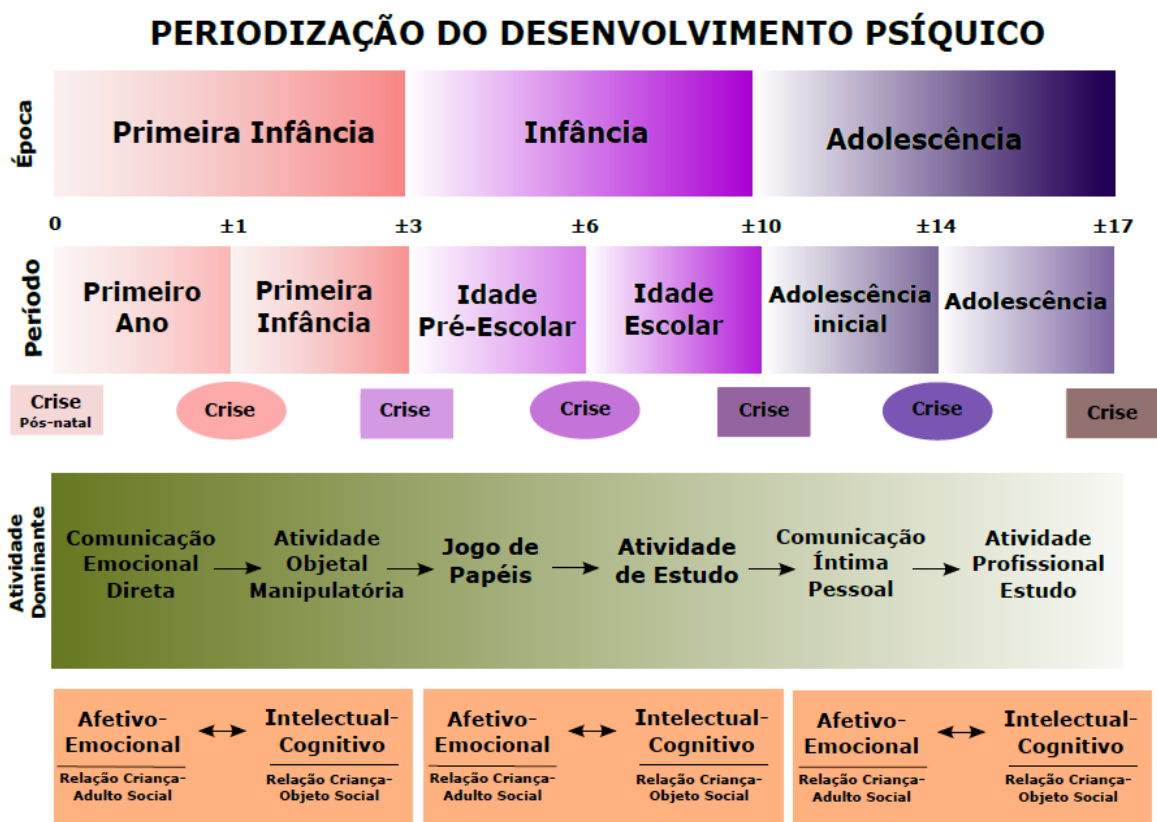 PERIODIZAÇÃO DO DESENVOLVIMENTO PSÍQUICO
Época
Primeira Infância
Infância
Adolescência
0
±1
±3
±6
±10
±14
±17
Período
Primeiro
Ano
Primeira
Infância
Idade
Pré-Escolar
Idade
Escolar
Adolescência
inicial
Adolescência
Crise
Pós-natal
Crise
Crise
Crise
Crise
Crise
Crise
Atividade
Dominante
Comunicação
Emocional
Direta
Atividade
Objetal
Manipulatória
Jogo de
Papéis
Atividade
de Estudo
Comunicação
Íntima
Pessoal
Atividade
Profissional
Estudo
Afetivo-
Emocional
Relação Criança-
Adulto Social
Intelectual-
Cognitivo
Relação Criança-
Objeto Social
Afetivo-
Emocional
Relação Criança-
Adulto Social
Intelectual-
Cognitivo
Relação Criança-
Objeto Social
Afetivo-
Emocional
Relação Criança-
Adulto Social
Intelectual-
Cognitivo
Relação Criança-
Objeto Social